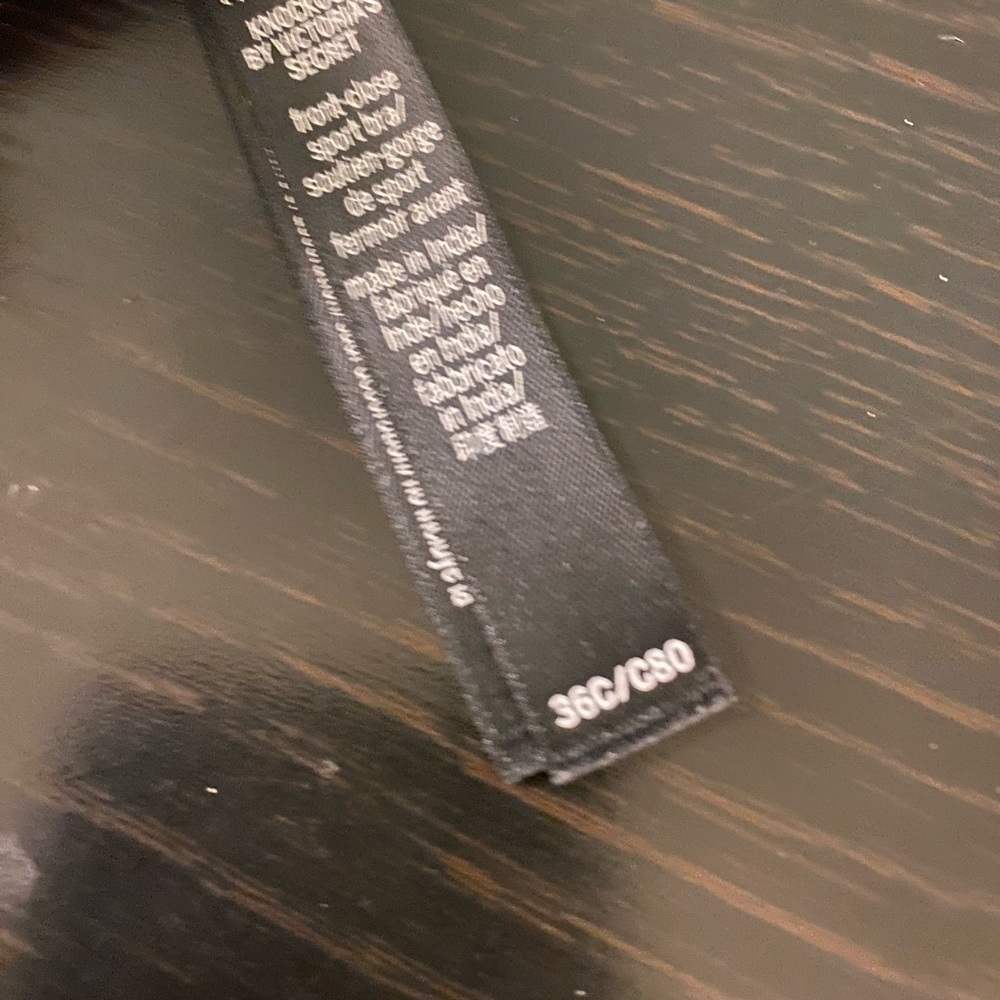 KNOCKOUT
BY VICTORIA'S
SECRET
front-close
sport bra/
soutien-gorge
de sport
fermoir avant
made in India/
fabriqué en
Inde/hecho
en India/
fabbricato
in India/
印度 制造
36C/C80